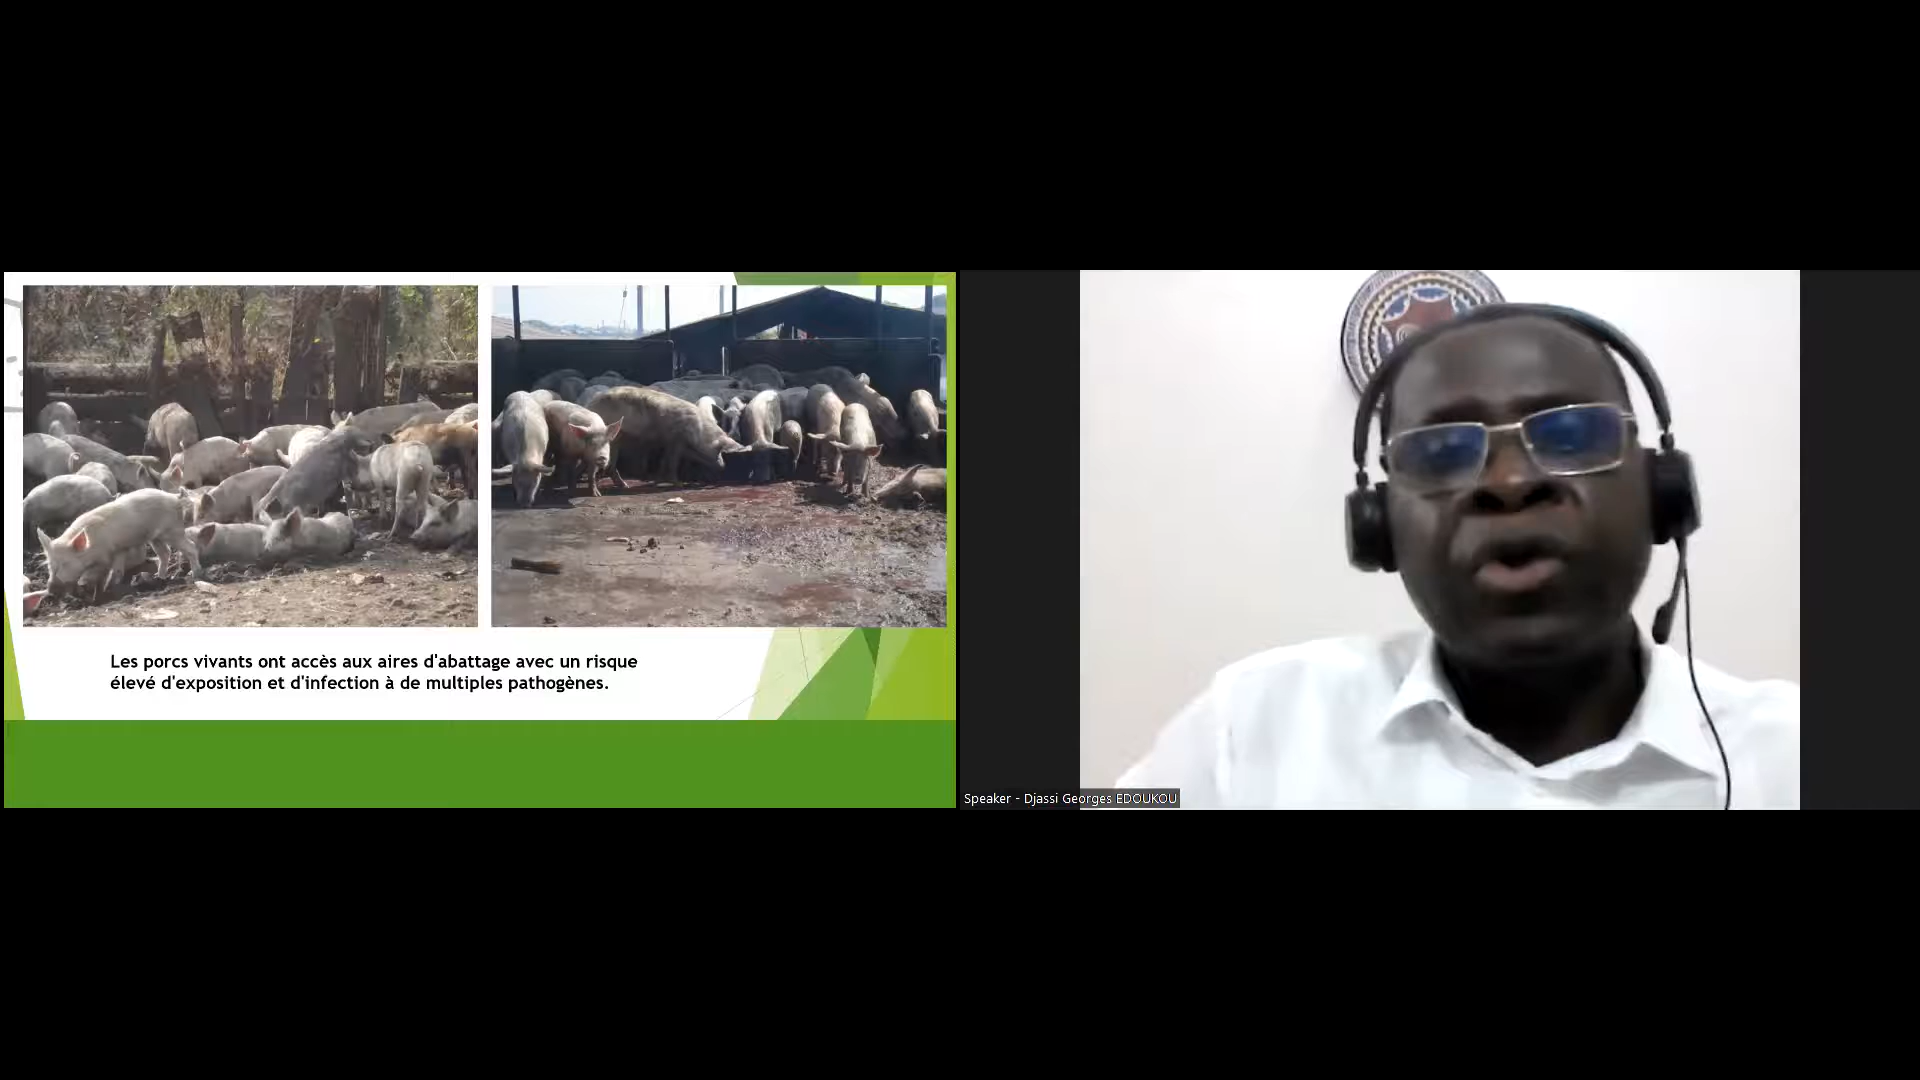 Les porcs vivants ont accès aux aires d'abattage avec un risque
élevé d'exposition et d'infection à de multiples pathogènes.
Speaker - Djassi Georges EDOUKOU